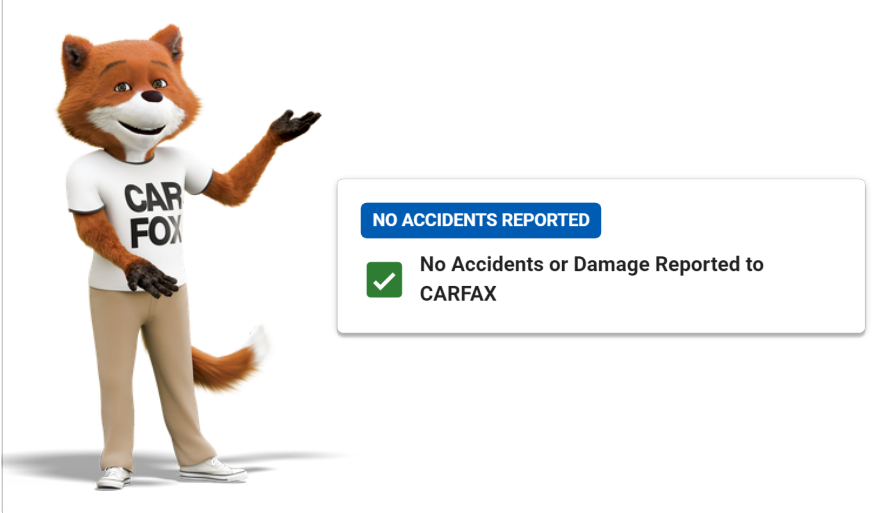 CAR
FOX
NO ACCIDENTS REPORTED
No Accidents or Damage Reported to
CARFAX